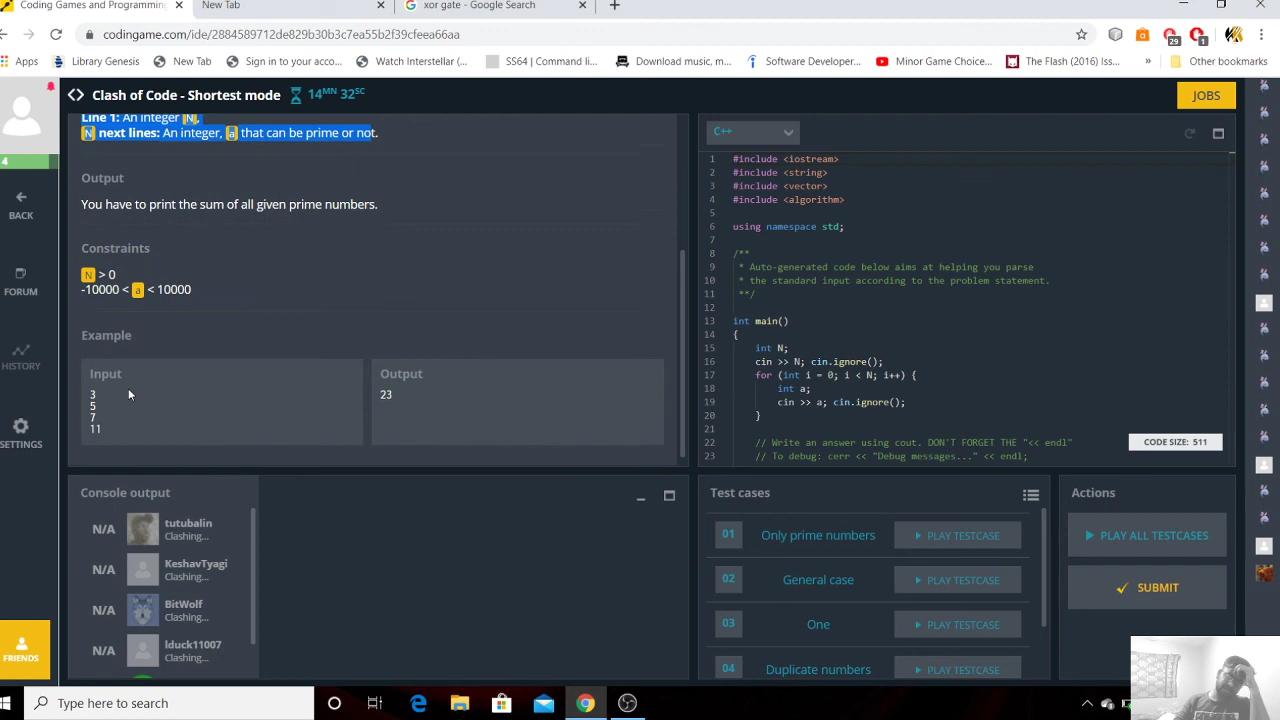 Coding Games and Programming
New Tab
xor gate - Google Search
codingame.com/ide/2884589712de829b30b3c7ea55b2f39cfeea66aa
29
1
Apps
Library Genesis
New Tab
Sign in to your acco...
Watch Interstellar (...
SS64 | Command li...
Download music, m...
Software Developer...
Minor Game Choice...
The Flash (2016) Iss...
»
Other bookmarks
Clash of Code - Shortest mode
14MN 32SC
JOBS
4
BACK
FORUM
HISTORY
SETTINGS
FRIENDS
Line 1: An integer N,
N next lines: An integer, a that can be prime or not.
Output
You have to print the sum of all given prime numbers.
Constraints
N > 0
-10000 < a < 10000
Example
Input
3
5
7
11
Output
23
C++
1 #include <iostream>
2 #include <string>
3 #include <vector>
4 #include <algorithm>
5
6 using namespace std;
7
8 /**
9 * Auto-generated code below aims at helping you parse
10 * the standard input according to the problem statement.
11 **/
12
13 int main()
14 {
15 int N;
16 cin >> N; cin.ignore();
17 for (int i = 0; i < N; i++) {
18 int a;
19 cin >> a; cin.ignore();
20 }
21
22 // Write an answer using cout. DON'T FORGET THE "<< endl"
23 // To debug: cerr << "Debug messages..." << endl;
CODE SIZE: 511
Console output
N/A tutubalin
Clashing...
N/A KeshavTyagi
Clashing...
N/A BitWolf
Clashing...
N/A lduck11007
Clashing...
Test cases
01 Only prime numbers PLAY TESTCASE
02 General case PLAY TESTCASE
03 One PLAY TESTCASE
04 Duplicate numbers PLAY TESTCASE
Actions
PLAY ALL TESTCASES
SUBMIT
Type here to search